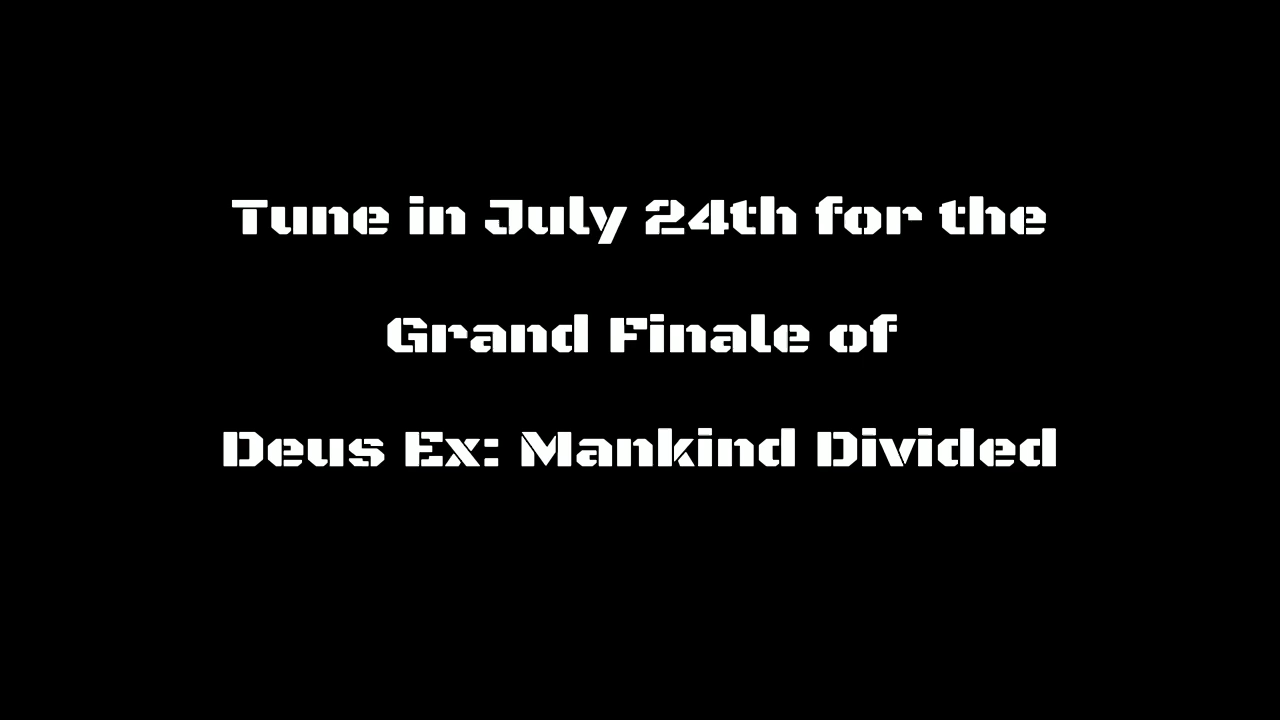 Tune in July 24th for the
Grand Finale of
Deus Ex: Mankind Divided